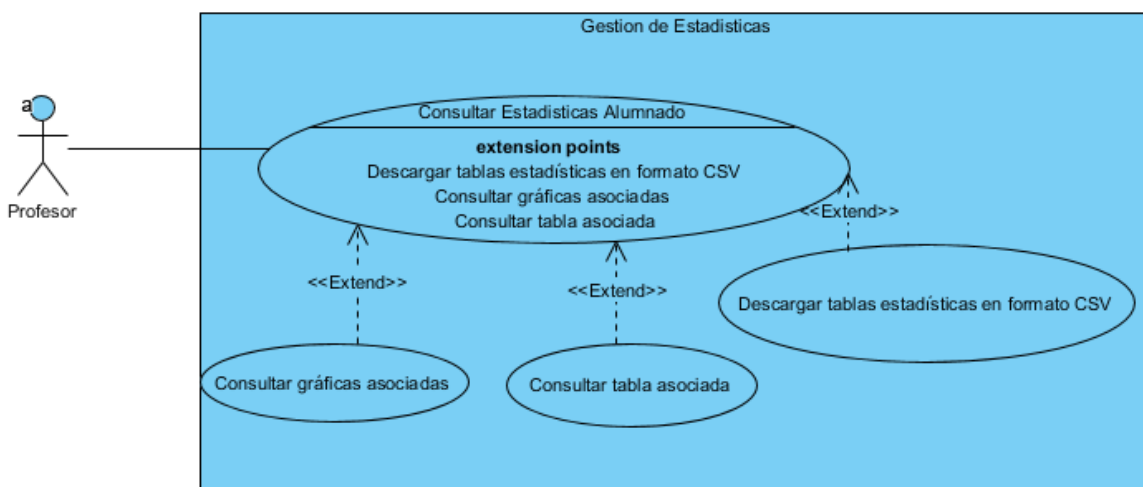 Gestion de Estadisticas
a
Profesor
Consultar Estadisticas Alumnado
extension points
Descargar tablas estadísticas en formato CSV
Consultar gráficas asociadas
Consultar tabla asociada
<<Extend>>
<<Extend>>
<<Extend>>
Descargar tablas estadísticas en formato CSV
Consultar gráficas asociadas
Consultar tabla asociada